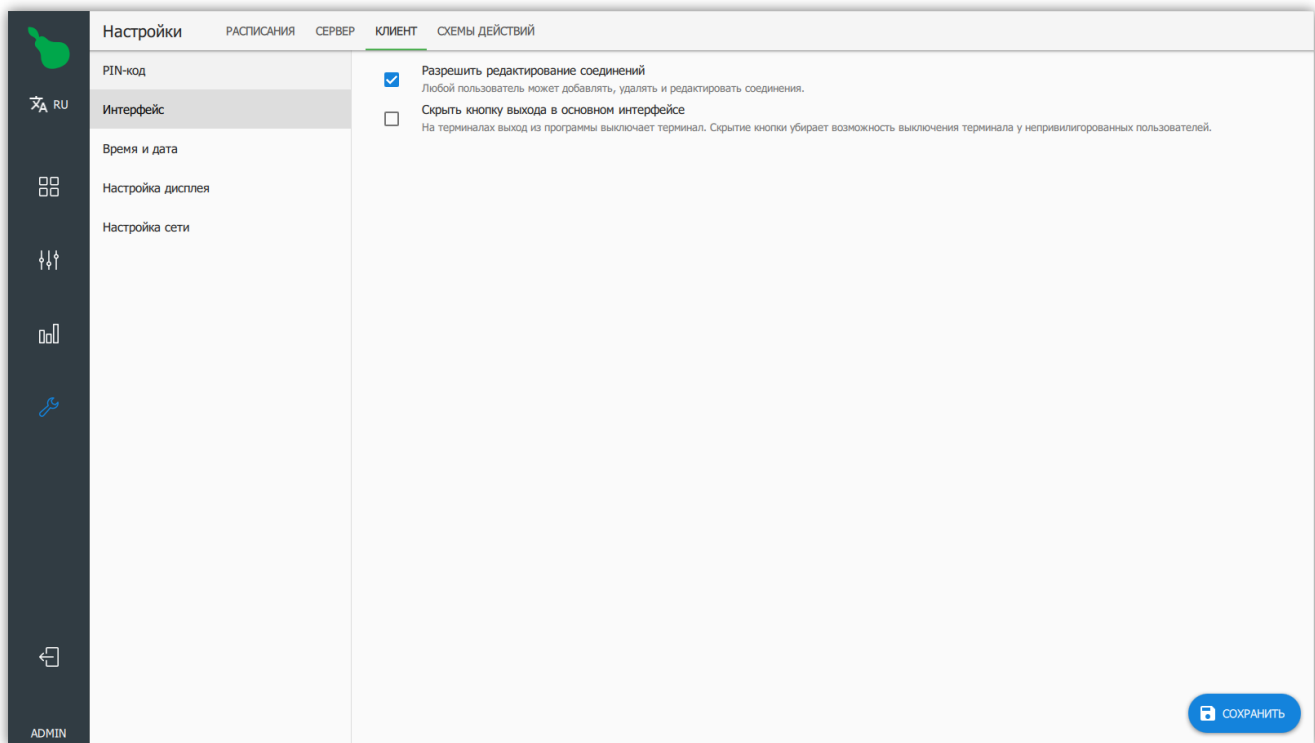 Настройки
РАСПИСАНИЯ СЕРВЕР КЛИЕНТ СХЕМЫ ДЕЙСТВИЙ
RU
PIN-код
Интерфейс
Время и дата
Настройка дисплея
Настройка сети
Разрешить редактирование соединений
Любой пользователь может добавлять, удалять и редактировать соединения.
Скрыть кнопку выхода в основном интерфейсе
На терминалах выход из программы выключает терминал. Скрытие кнопки убирает возможность выключения терминала у непривилигорованных пользователей.
СОХРАНИТЬ
ADMIN